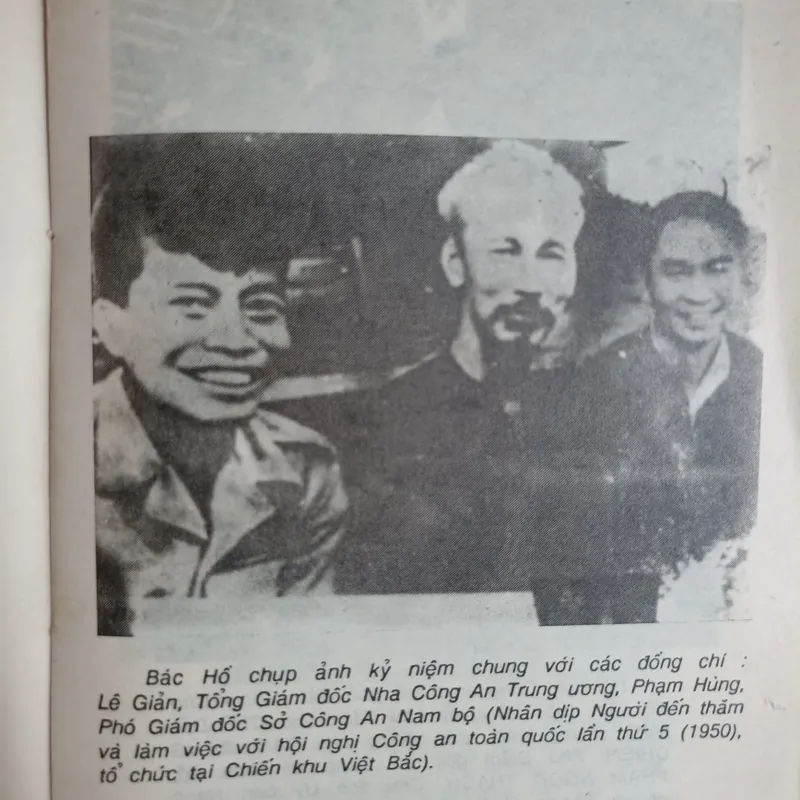 Bác Hồ chụp ảnh kỷ niệm chung với các đồng chí :
Lê Giản, Tổng Giám đốc Nha Công An Trung ương, Phạm Hùng,
Phó Giám đốc Sở Công An Nam bộ (Nhân dịp Người đến thăm
và làm việc với hội nghị Công an toàn quốc lần thứ 5 (1950),
tổ chức tại Chiến khu Việt Bắc).